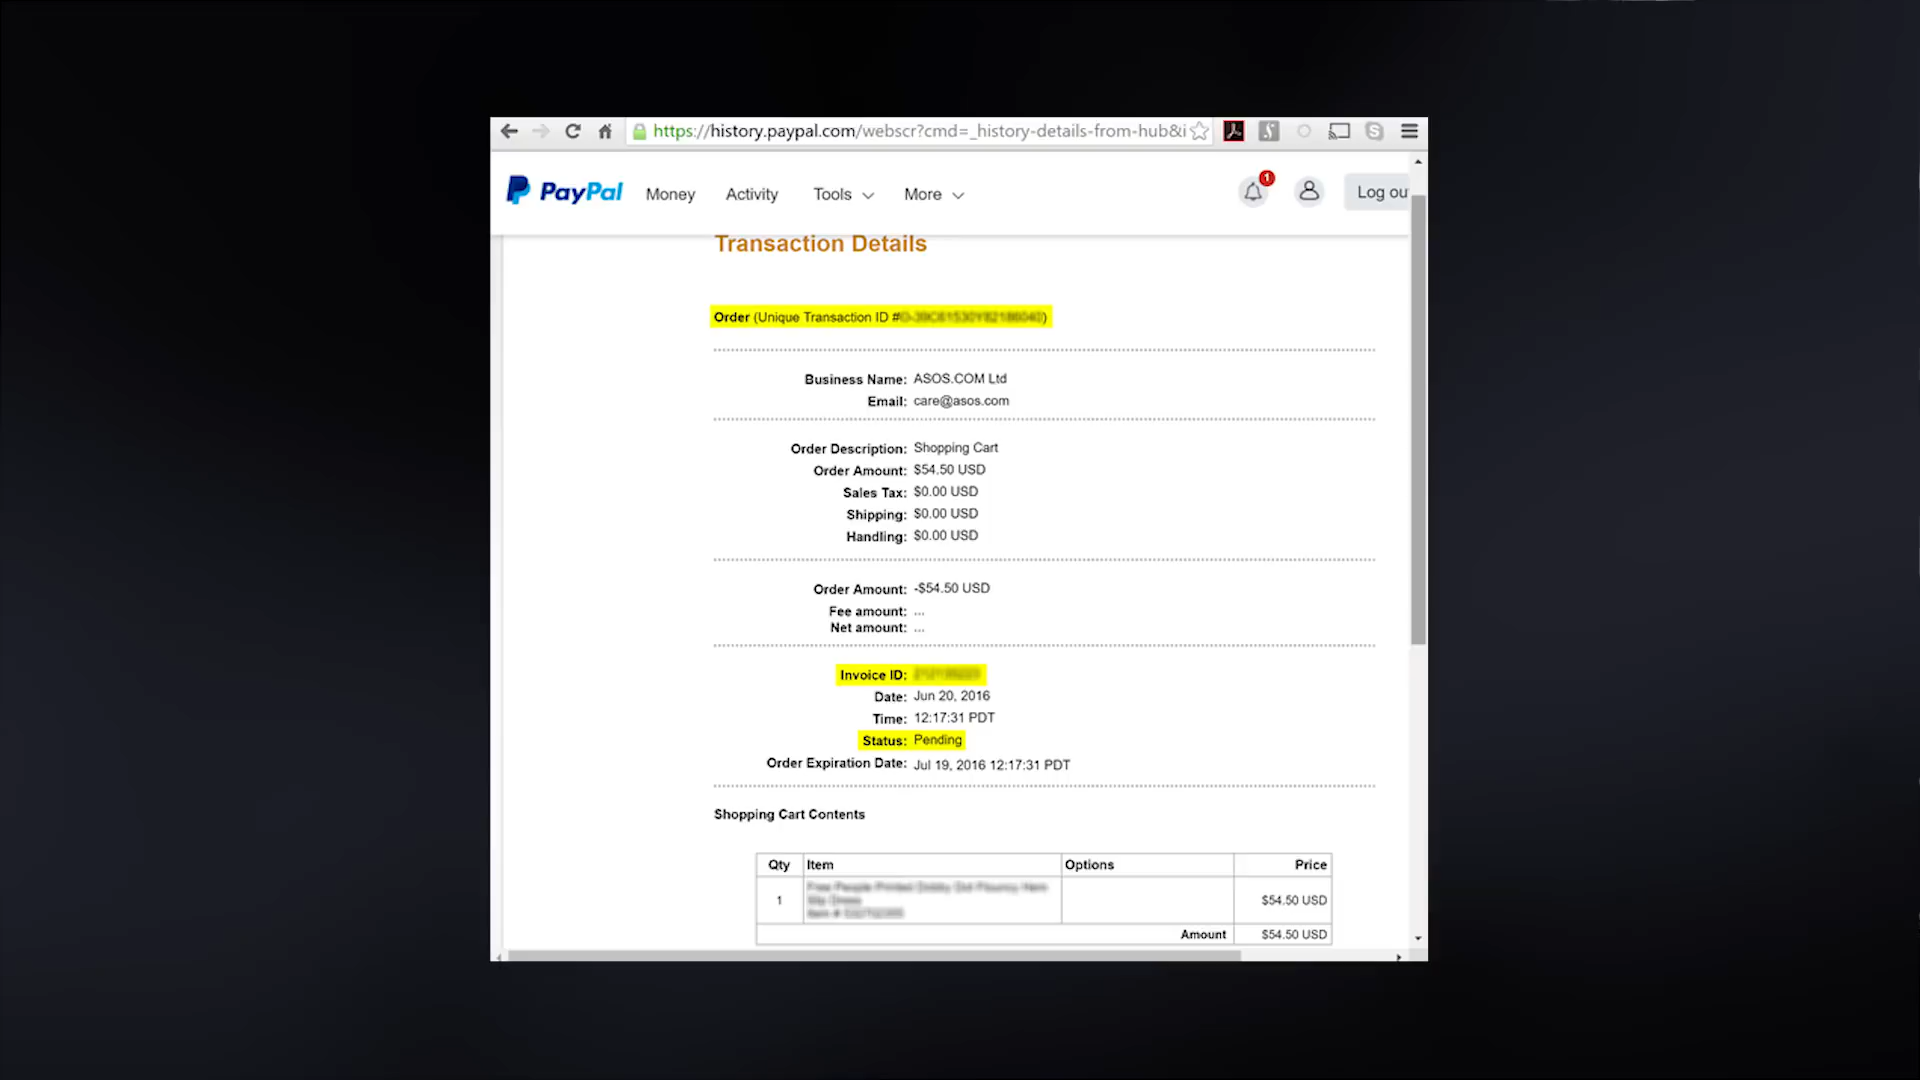 https://history.paypal.com/webscr?cmd=_history-details-from-hub&i
PayPal Money Activity Tools More 1 Log ou
Transaction Details
Order (Unique Transaction ID #)
Business Name: ASOS.COM Ltd
Email: care@asos.com
Order Description: Shopping Cart
Order Amount: $54.50 USD
Sales Tax: $0.00 USD
Shipping: $0.00 USD
Handling: $0.00 USD
Order Amount: -$54.50 USD
Fee amount: ...
Net amount: ...
Invoice ID:
Date: Jun 20, 2016
Time: 12:17:31 PDT
Status: Pending
Order Expiration Date: Jul 19, 2016 12:17:31 PDT
Shopping Cart Contents
Qty Item Options Price
1 $54.50 USD
Amount $54.50 USD